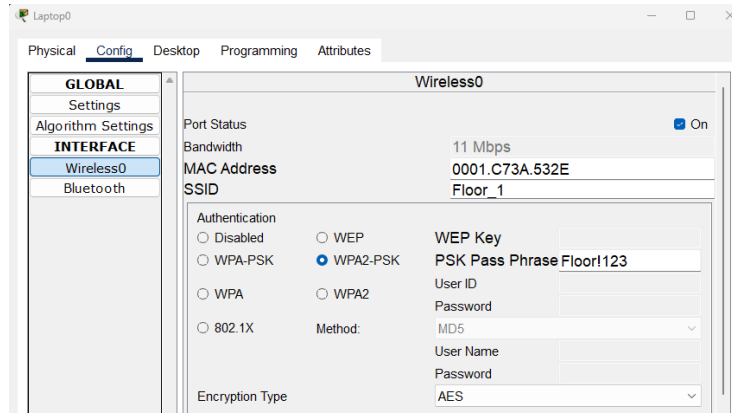 Laptop0
Physical Config Desktop Programming Attributes
GLOBAL
Settings
Algorithm Settings
INTERFACE
Wireless0
Bluetooth
Wireless0
Port Status On
Bandwidth 11 Mbps
MAC Address 0001.C73A.532E
SSID Floor_1
Authentication
Disabled WEP WEP Key
WPA-PSK WPA2-PSK PSK Pass Phrase Floor!123
User ID
WPA WPA2
Password
802.1X Method: MD5
User Name
Password
Encryption Type AES